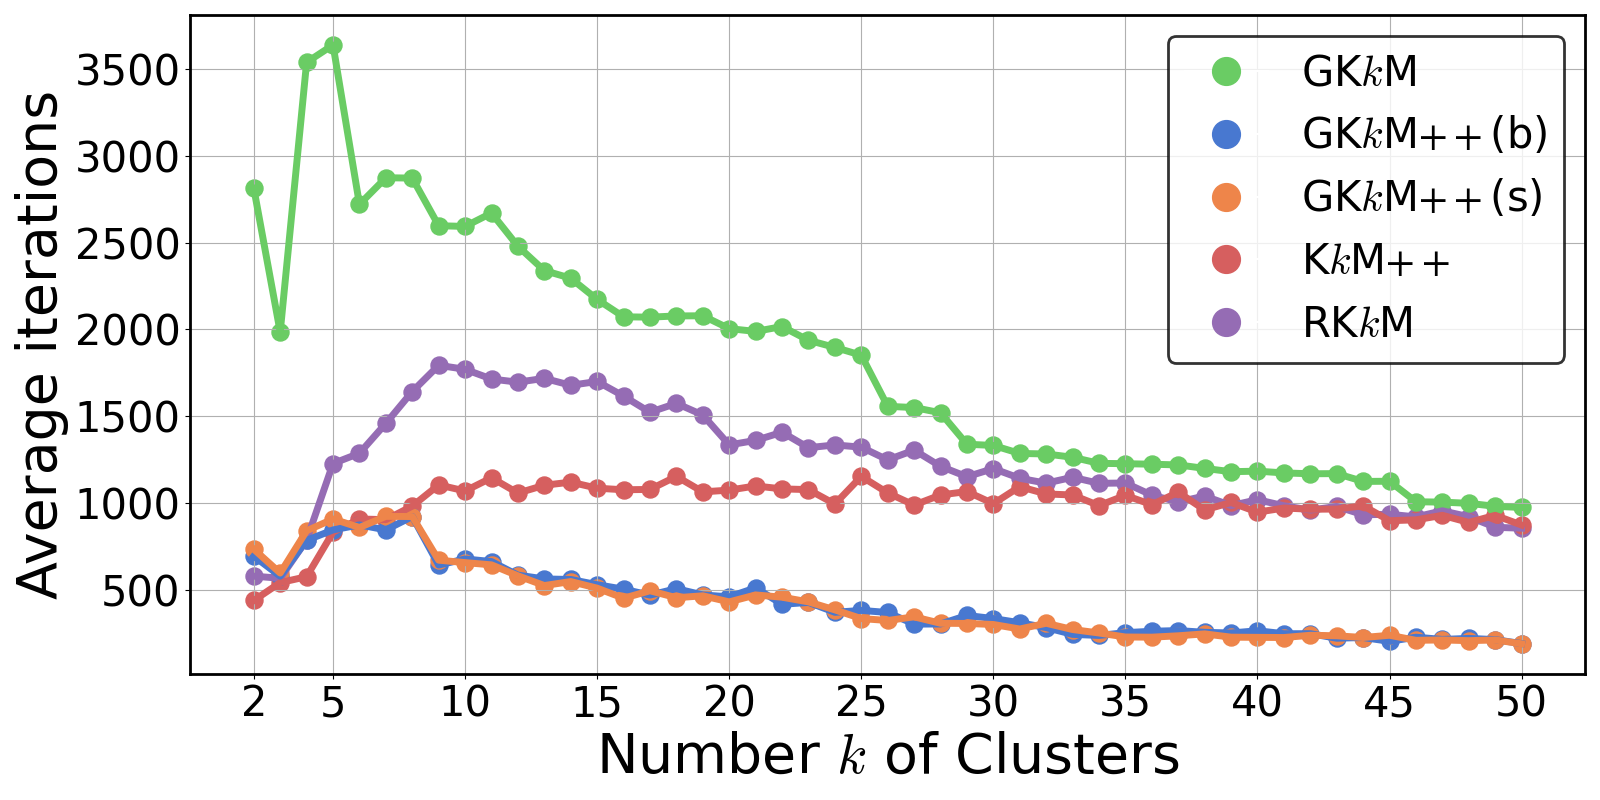 Average iterations
3500
3000
2500
2000
1500
1000
500
GKkM
GKkM++(b)
GKkM++(s)
KkM++
RKkM
2 5 10 15 20 25 30 35 40 45 50
Number k of Clusters